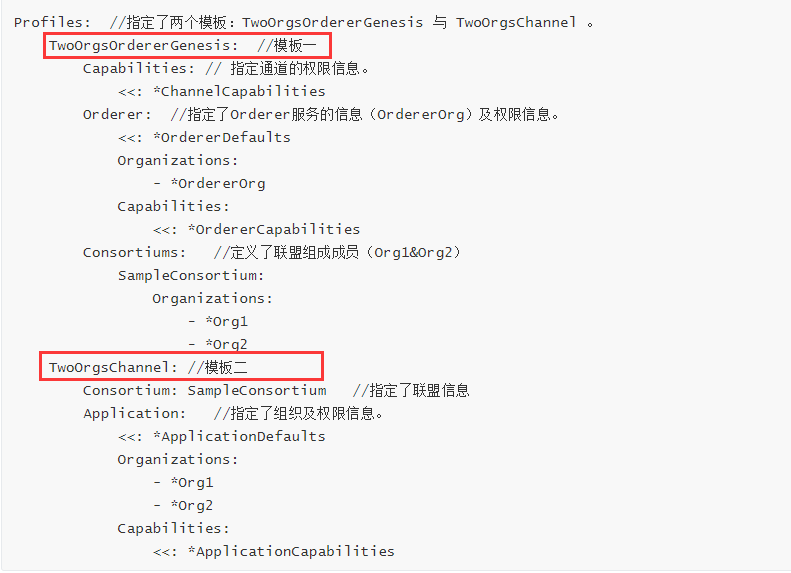 Profiles:  //指定了两个模板：TwoOrgsOrdererGenesis 与 TwoOrgsChannel 。
    TwoOrgsOrdererGenesis:  //模板一
        Capabilities: // 指定通道的权限信息。
            <<: *ChannelCapabilities
        Orderer:  //指定了Orderer服务的信息（OrdererOrg）及权限信息。
            <<: *OrdererDefaults
            Organizations:
                - *OrdererOrg
            Capabilities:
                <<: *OrdererCapabilities
        Consortiums:   //定义了联盟组成成员（Org1&Org2）
            SampleConsortium:
                Organizations:
                    - *Org1
                    - *Org2
    TwoOrgsChannel: //模板二
        Consortium: SampleConsortium   //指定了联盟信息
        Application:   //指定了组织及权限信息。
            <<: *ApplicationDefaults
            Organizations:
                - *Org1
                - *Org2
            Capabilities:
                <<: *ApplicationCapabilities